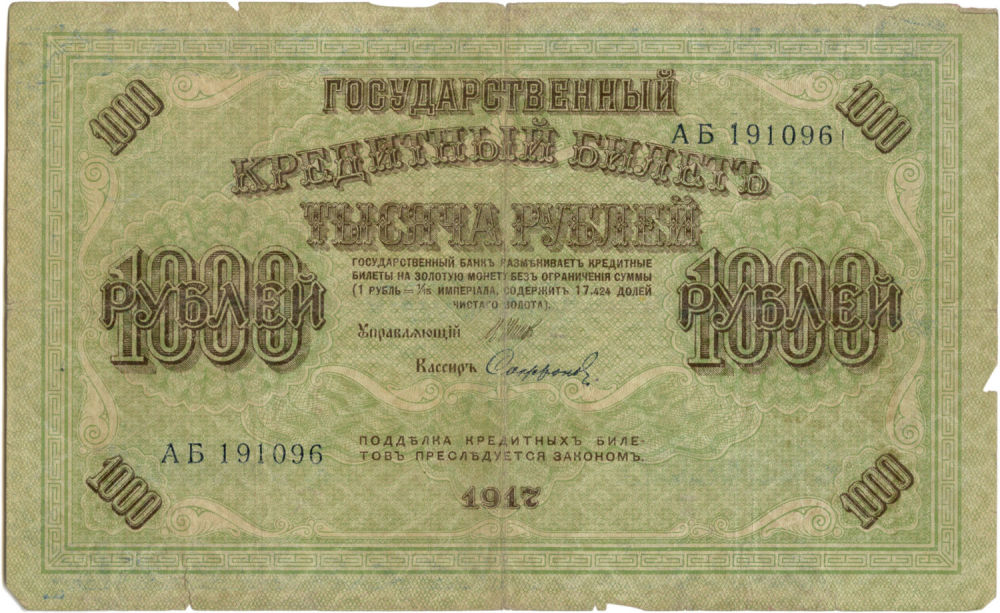 1000
1000
ГОСУДАРСТВЕННЫЙ
АБ 191096
КРЕДИТНЫЙ БИЛЕТЪ
ТЫСЯЧА РУБЛЕЙ
ГОСУДАРСТВЕННЫЙ БАНКЪ РАЗМѢНИВАЕТЪ КРЕДИТНЫЕ
БИЛЕТЫ НА ЗОЛОТУЮ МОНЕТУ БЕЗЪ ОГРАНИЧЕНІЯ СУММЫ
(1 РУБЛЬ = 1/15 ИМПЕРІАЛА, СОДЕРЖИТЪ 17.424 ДОЛЕЙ
ЧИСТАГО ЗОЛОТА).
1000
РУБЛЕЙ
1000
РУБЛЕЙ
Управляющій
Кассиръ Сафронов
АБ 191096
ПОДДѢЛКА КРЕДИТНЫХЪ БИЛЕ-
ТОВЪ ПРЕСЛѢДУЕТСЯ ЗАКОНОМЪ.
1917
1000
1000